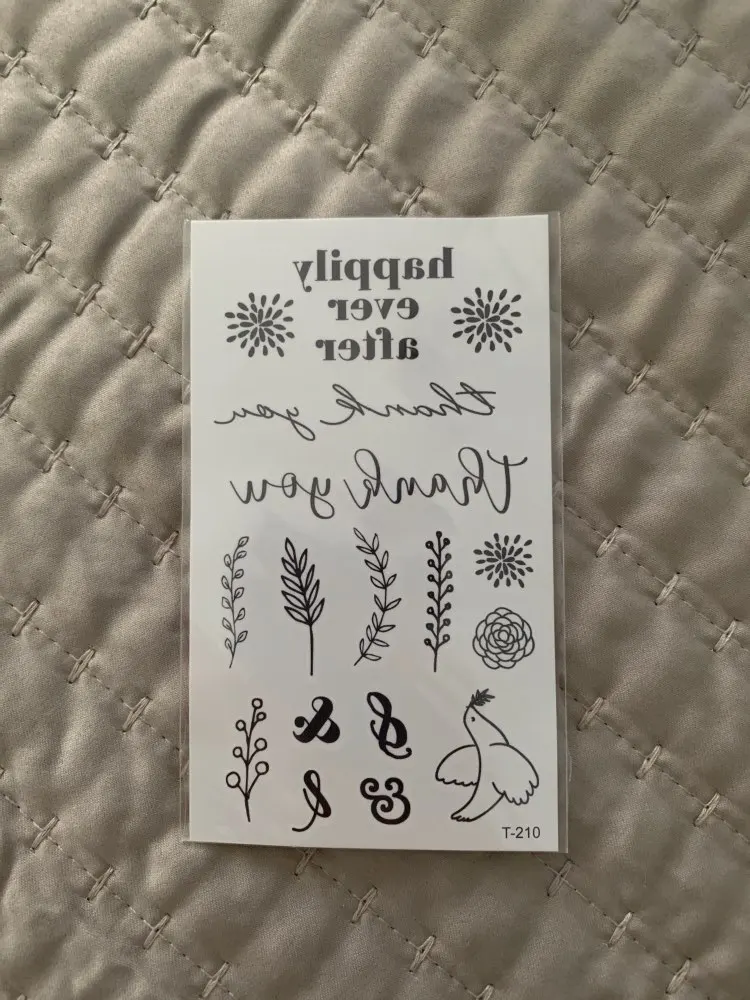 happily
ever
after
thank you
Thank you
& &
& &
T-210